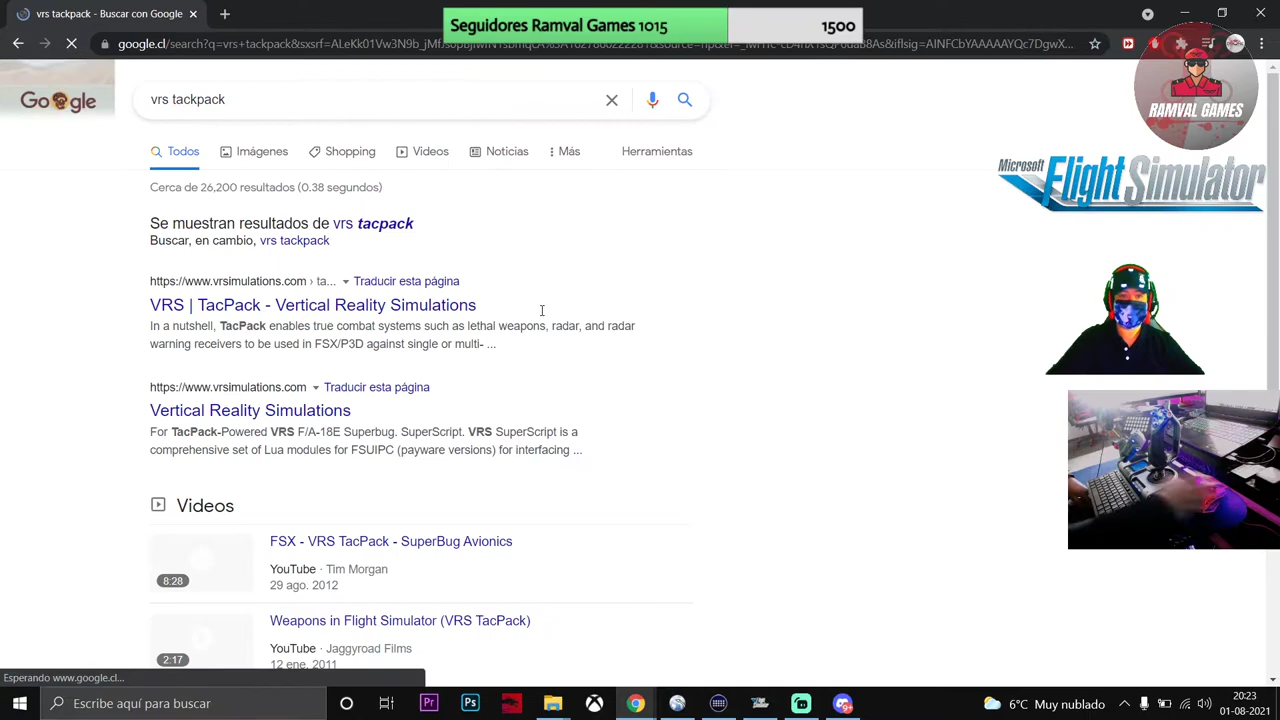 vrs tackpack - Buscar con Goo
Seguidores Ramval Games 1015
1500
Google
vrs tackpack
RAMVAL GAMES
Microsoft
Flight Simulator
Todos
Imágenes
Shopping
Videos
Noticias
Más
Herramientas
Cerca de 26,200 resultados (0.38 segundos)
Se muestran resultados de vrs tacpack
Buscar, en cambio, vrs tackpack
https://www.vrsimulations.com › ta... Traducir esta página
VRS | TacPack - Vertical Reality Simulations
In a nutshell, TacPack enables true combat systems such as lethal weapons, radar, and radar
warning receivers to be used in FSX/P3D against single or multi- ...
https://www.vrsimulations.com Traducir esta página
Vertical Reality Simulations
For TacPack-Powered VRS F/A-18E Superbug. SuperScript. VRS SuperScript is a
comprehensive set of Lua modules for FSUIPC (payware versions) for interfacing ...
Videos
FSX - VRS TacPack - SuperBug Avionics
YouTube · Tim Morgan
8:28
29 ago. 2012
Weapons in Flight Simulator (VRS TacPack)
YouTube · Jaggyroad Films
2:17
12 ene. 2011
Esperando www.google.cl...
Escribe aquí para buscar
Pr
Ps
6°C Muy nublado
20:23
01-08-2021